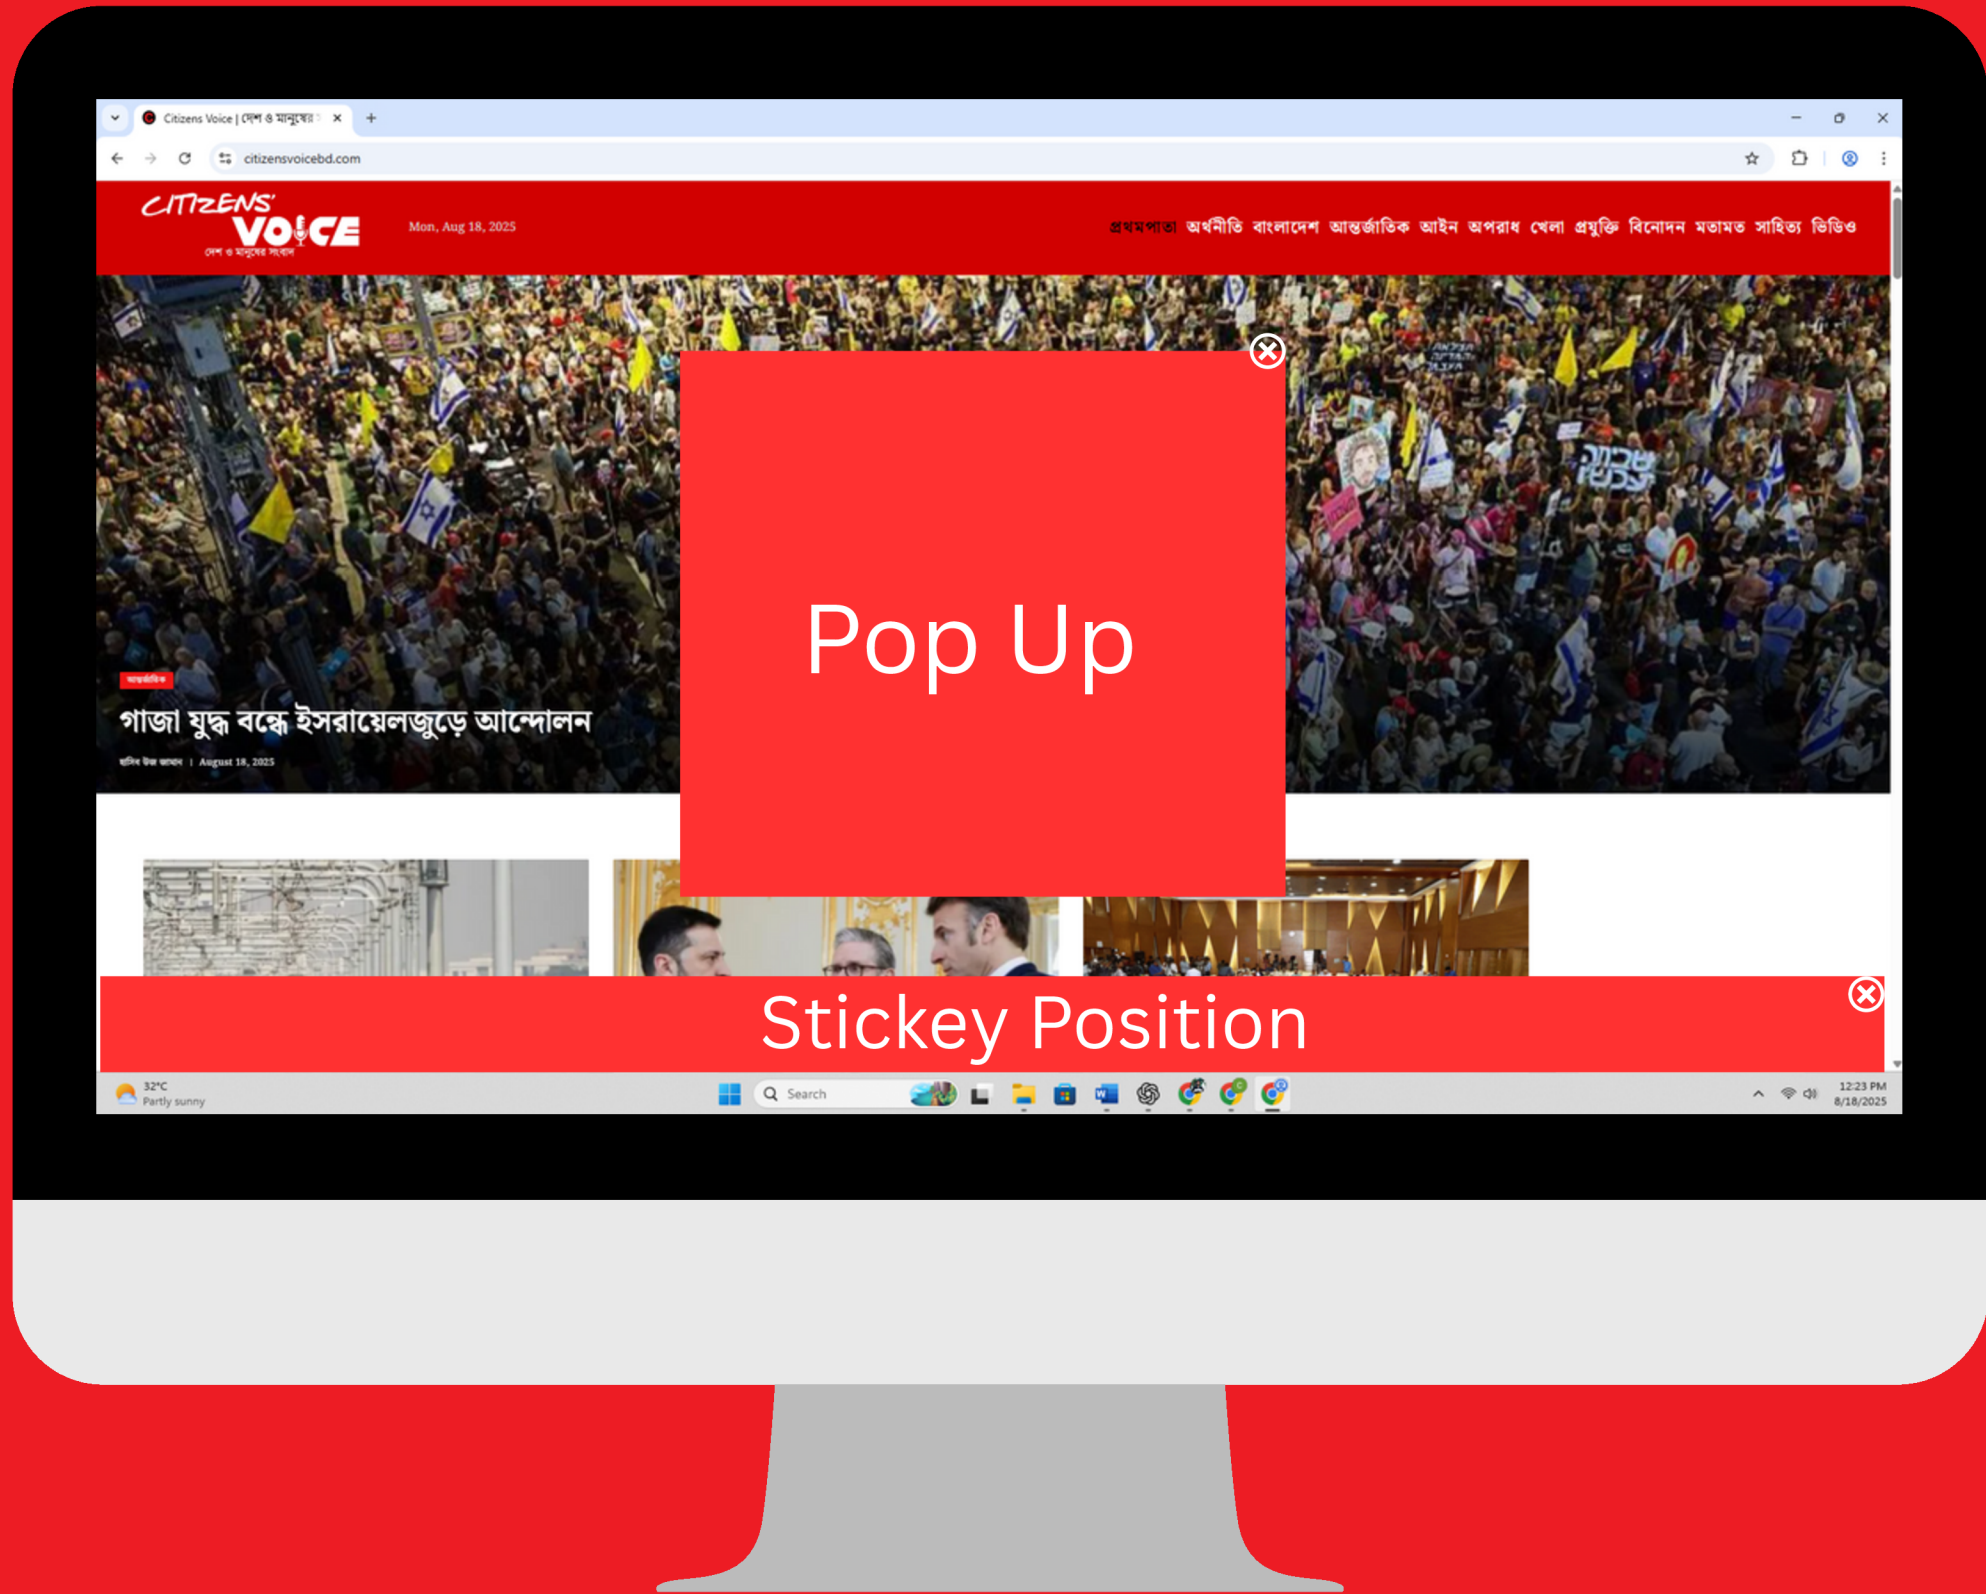 Citizens Voice | দেশ ও মানুষের
citizensvoicebd.com
CITIZENS'
VOICE
দেশ ও মানুষের সংবাদ
Mon, Aug 18, 2025
প্রথমপাতা অর্থনীতি বাংলাদেশ আন্তর্জাতিক আইন অপরাধ খেলা প্রযুক্তি বিনোদন মতামত সাহিত্য ভিডিও
Pop Up
আন্তর্জাতিক
গাজা যুদ্ধ বন্ধে ইসরায়েলজুড়ে আন্দোলন
| August 18, 2025
Stickey Position
32°C
Partly sunny
Search
12:23 PM
8/18/2025